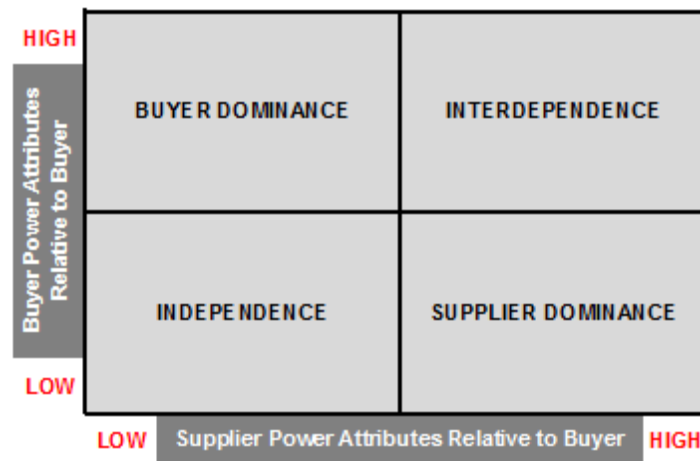 HIGH
Buyer Power Attributes
Relative to Buyer
LOW
BUYER DOMINANCE
INTERDEPENDENCE
INDEPENDENCE
SUPPLIER DOMINANCE
LOW
Supplier Power Attributes Relative to Buyer
HIGH